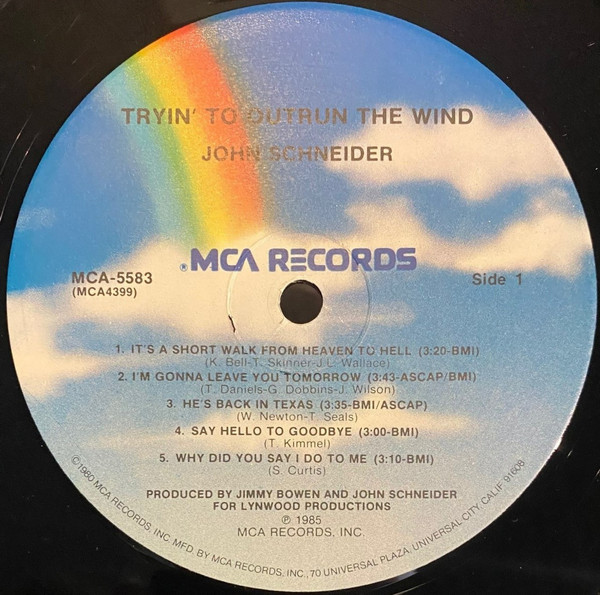 TRYIN' TO OUTRUN THE WIND
JOHN SCHNEIDER
®MCA RECORDS
MCA-5583
(MCA4399)
Side 1
1. IT'S A SHORT WALK FROM HEAVEN TO HELL (3:20-BMI)
(K. Bell-T. Skinner-J.L. Wallace)
2. I'M GONNA LEAVE YOU TOMORROW (3:43-ASCAP/BMI)
(T. Daniels-G. Dobbins-J. Wilson)
3. HE'S BACK IN TEXAS (3:35-BMI/ASCAP)
(W. Newton-T. Seals)
4. SAY HELLO TO GOODBYE (3:00-BMI)
(T. Kimmel)
5. WHY DID YOU SAY I DO TO ME (3:10-BMI)
(S. Curtis)
PRODUCED BY JIMMY BOWEN AND JOHN SCHNEIDER
FOR LYNWOOD PRODUCTIONS
℗ 1985
MCA RECORDS, INC.
©1980 MCA RECORDS, INC. MFD. BY MCA RECORDS, INC., 70 UNIVERSAL PLAZA, UNIVERSAL CITY, CALIF. 91608